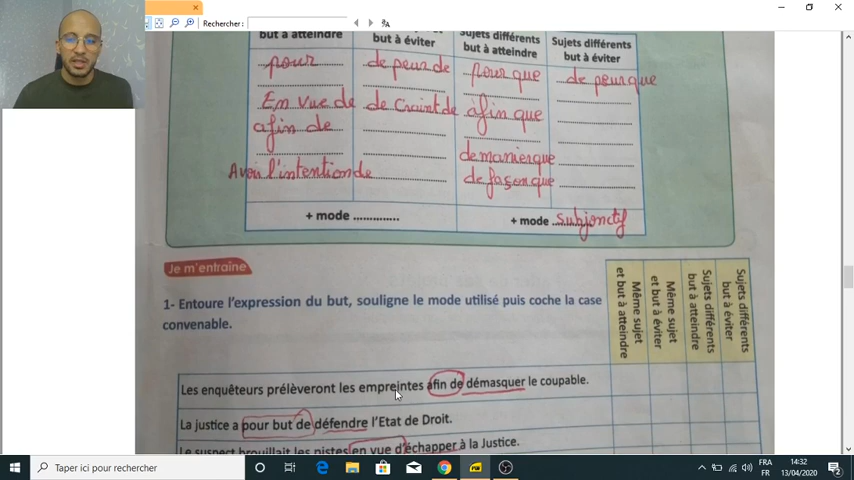 Rechercher :
but à atteindre
but à éviter
Sujets différents
but à atteindre
Sujets différents
but à éviter
pour
de peur de
pour que
de peur que
En vue de
de craint de
àfin que
afin de
de manierque
Avoir l'intention de
de façon que
+ mode ..............
+ mode subjonctif
Je m'entraîne
1- Entoure l'expression du but, souligne le mode utilisé puis coche la case
convenable.
Même sujet
et but à atteindre
Même sujet
et but à éviter
Sujets différents
but à atteindre
Sujets différents
but à éviter
Les enquêteurs prélèveront les empreintes afin de démasquer le coupable.
La justice a pour but de défendre l'Etat de Droit.
Le suspect brouillait les pistes en vue d'échapper à la Justice.
Taper ici pour rechercher
FRA
FR
14:32
13/04/2020
2